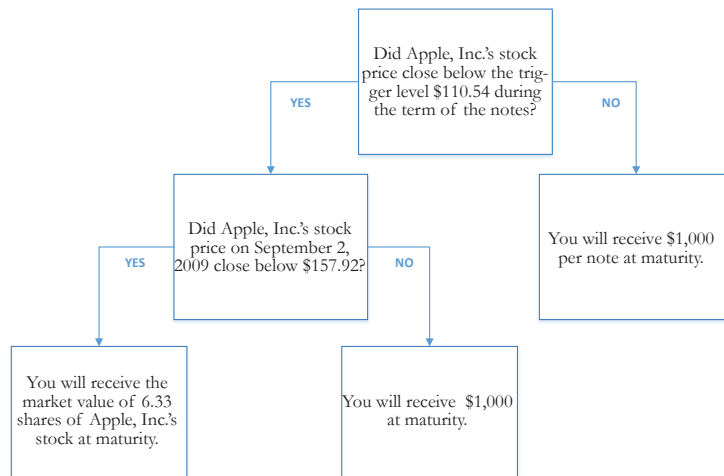 Did Apple, Inc.'s stock
price close below the trig-
ger level $110.54 during
the term of the notes?
YES
NO
Did Apple, Inc.'s stock
price on September 2,
2009 close below $157.92?
You will receive $1,000
per note at maturity.
YES
NO
You will receive the
market value of 6.33
shares of Apple, Inc.'s
stock at maturity.
You will receive $1,000
at maturity.